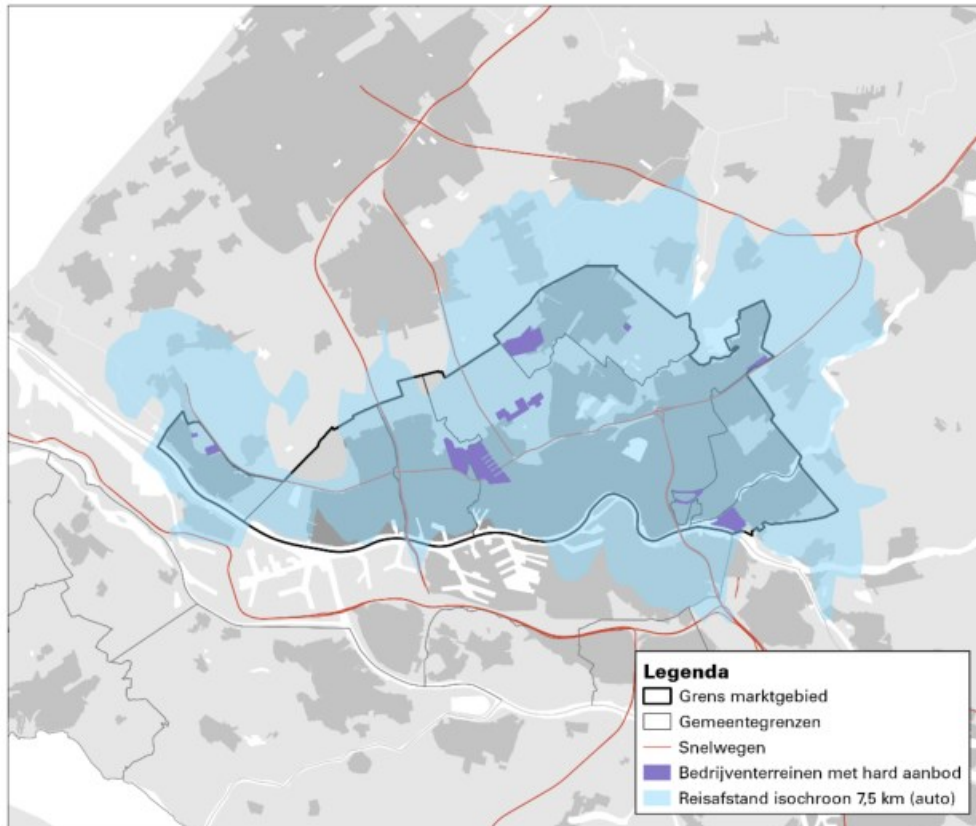 Legenda
Grens marktgebied
Gemeentegrenzen
Snelwegen
Bedrijventerreinen met hard aanbod
Reisafstand isochroon 7,5 km (auto)